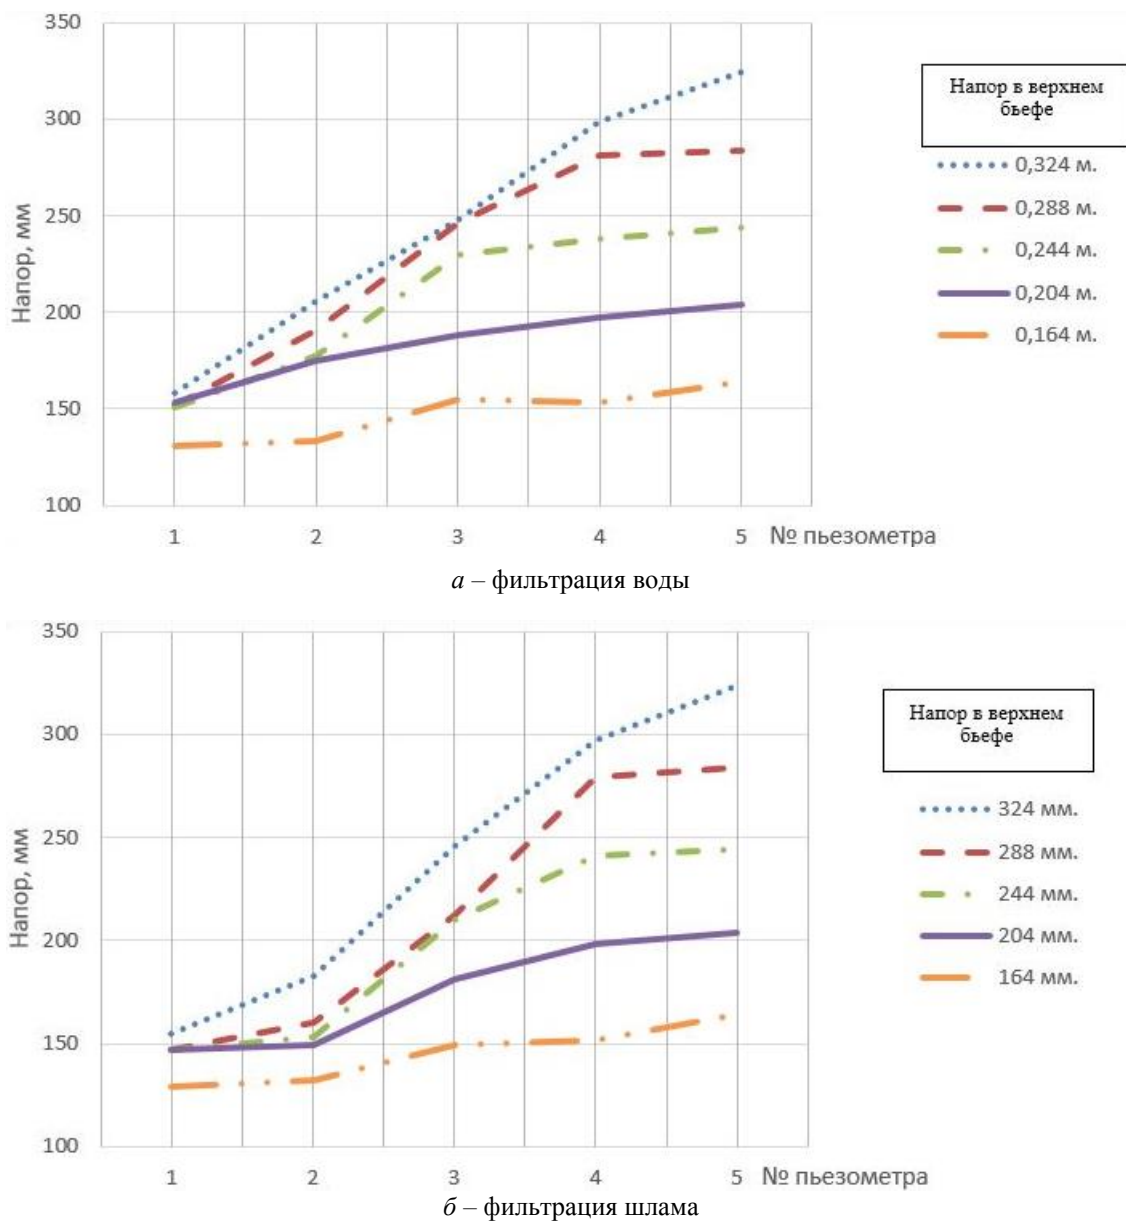 350
300
250
200
150
100
Напор, мм
1 2 3 4 5 № пьезометра
Напор в верхнем
бьефе
0,324 м.
0,288 м.
0,244 м.
0,204 м.
0,164 м.
а – фильтрация воды
350
300
250
200
150
100
Напор, мм
1 2 3 4 5 № пьезометра
Напор в верхнем
бьефе
324 мм.
288 мм.
244 мм.
204 мм.
164 мм.
б – фильтрация шлама